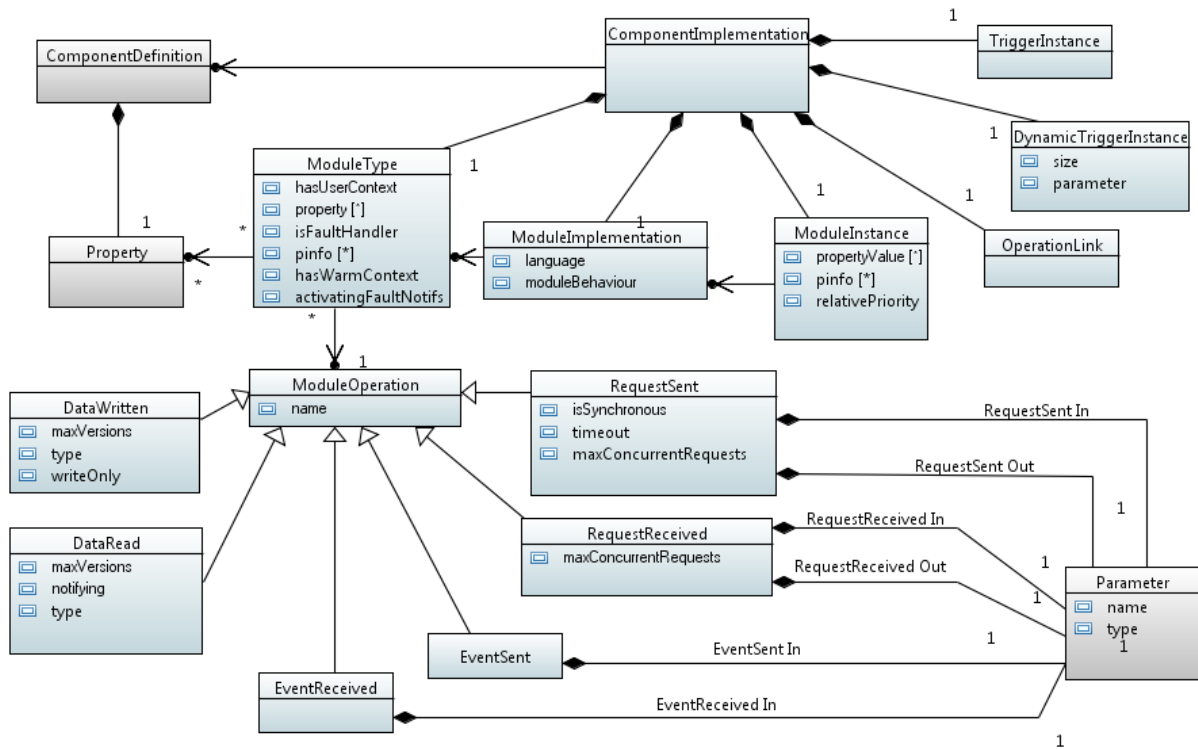 1
ComponentImplementation
TriggerInstance
ComponentDefinition
1
DynamicTriggerInstance
size
parameter
1
ModuleType
hasUserContext
property [*]
isFaultHandler
pinfo [*]
hasWarmContext
activatingFaultNotifs
1
1
1
1
ModuleImplementation
language
moduleBehaviour
ModuleInstance
propertyValue [*]
pinfo [*]
relativePriority
OperationLink
*
Property
*
*
1
ModuleOperation
name
DataWritten
maxVersions
type
writeOnly
RequestSent
isSynchronous
timeout
maxConcurrentRequests
RequestSent In
RequestSent Out
1
RequestReceived In
RequestReceived
maxConcurrentRequests
DataRead
maxVersions
notifying
type
RequestReceived Out
1
1
Parameter
name
type
1
1
EventSent
EventSent In
EventReceived
EventReceived In
1